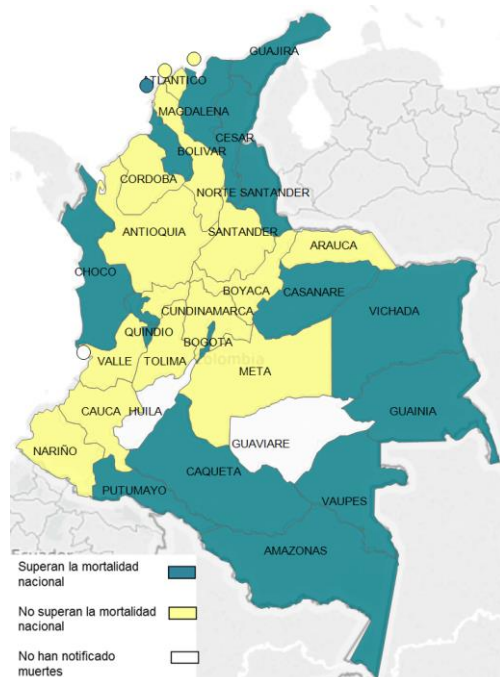 GUAJIRA
ATLANTICO
MAGDALENA
CESAR
BOLIVAR
CORDOBA
NORTE SANTANDER
ANTIOQUIA
SANTANDER
ARAUCA
CHOCO
BOYACA
CASANARE
CUNDINAMARCA
VICHADA
QUINDIO
BOGOTA
VALLE
TOLIMA
Colombia
META
CAUCA
HUILA
GUAINIA
GUAVIARE
NARIÑO
CAQUETA
PUTUMAYO
VAUPES
AMAZONAS
Ecuador
Superan la mortalidad
nacional
No superan la mortalidad
nacional
No han notificado
muertes